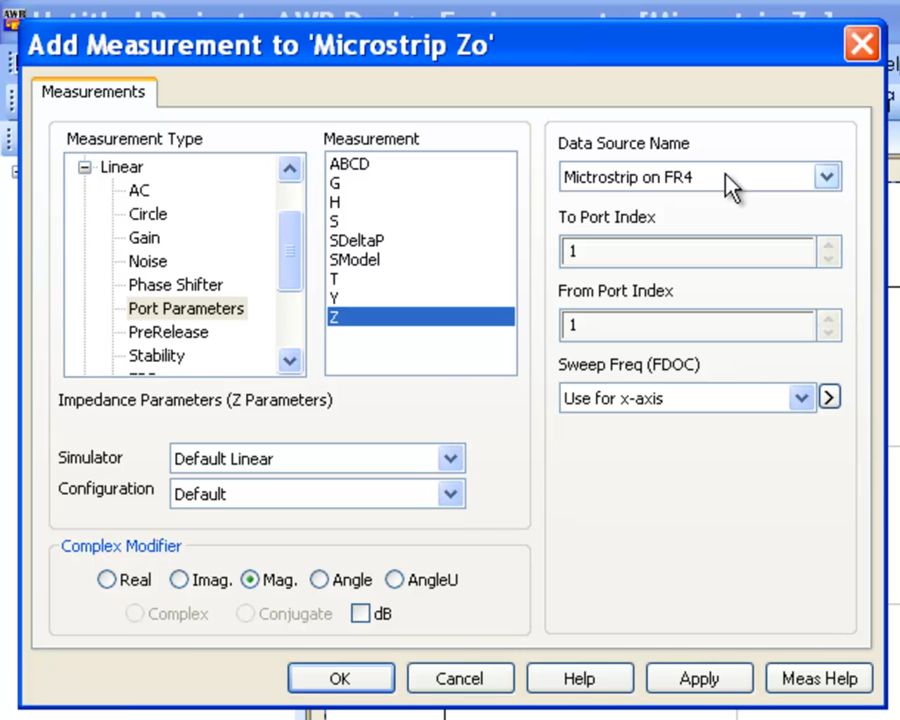 Add Measurement to 'Microstrip Zo'
Measurements
Measurement Type
Linear
AC
Circle
Gain
Noise
Phase Shifter
Port Parameters
PreRelease
Stability
Measurement
ABCD
G
H
S
SDeltaP
SModel
T
Y
Z
Impedance Parameters (Z Parameters)
Simulator
Default Linear
Configuration
Default
Complex Modifier
Real
Imag.
Mag.
Angle
AngleU
Complex
Conjugate
dB
Data Source Name
Mictrostrip on FR4
To Port Index
1
From Port Index
1
Sweep Freq (FDOC)
Use for x-axis
>
OK
Cancel
Help
Apply
Meas Help